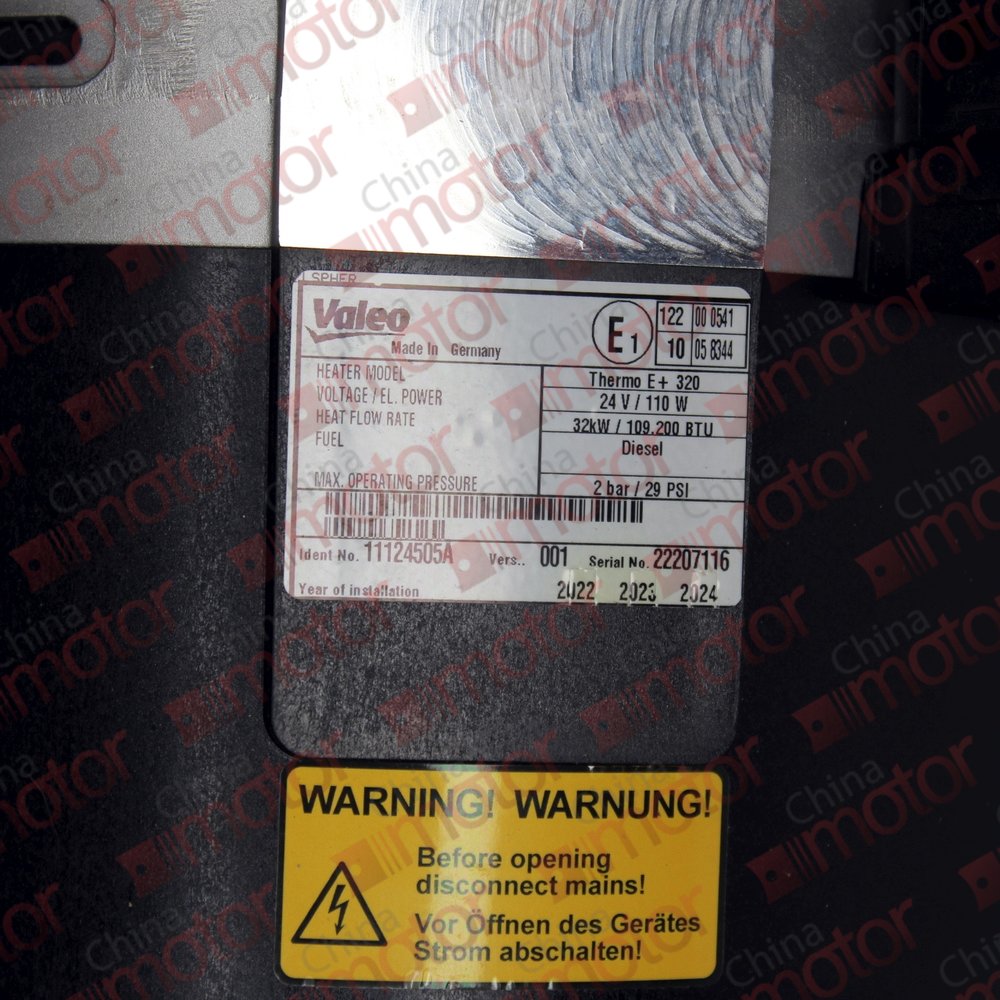 SPHER
Valeo
Made In Germany
E1
122 00 0541
10 05 8344
HEATER MODEL Thermo E+ 320
VOLTAGE / EL. POWER 24 V / 110 W
HEAT FLOW RATE 32kW / 109.200 BTU
FUEL Diesel
MAX. OPERATING PRESSURE 2 bar / 29 PSI
Ident No. 11124505A Vers.. 001 Serial No. 22207116
Year of installation 2022 2023 2024
WARNING! WARNUNG!
Before opening
disconnect mains!
Vor Öffnen des Gerätes
Strom abschalten!
China motor